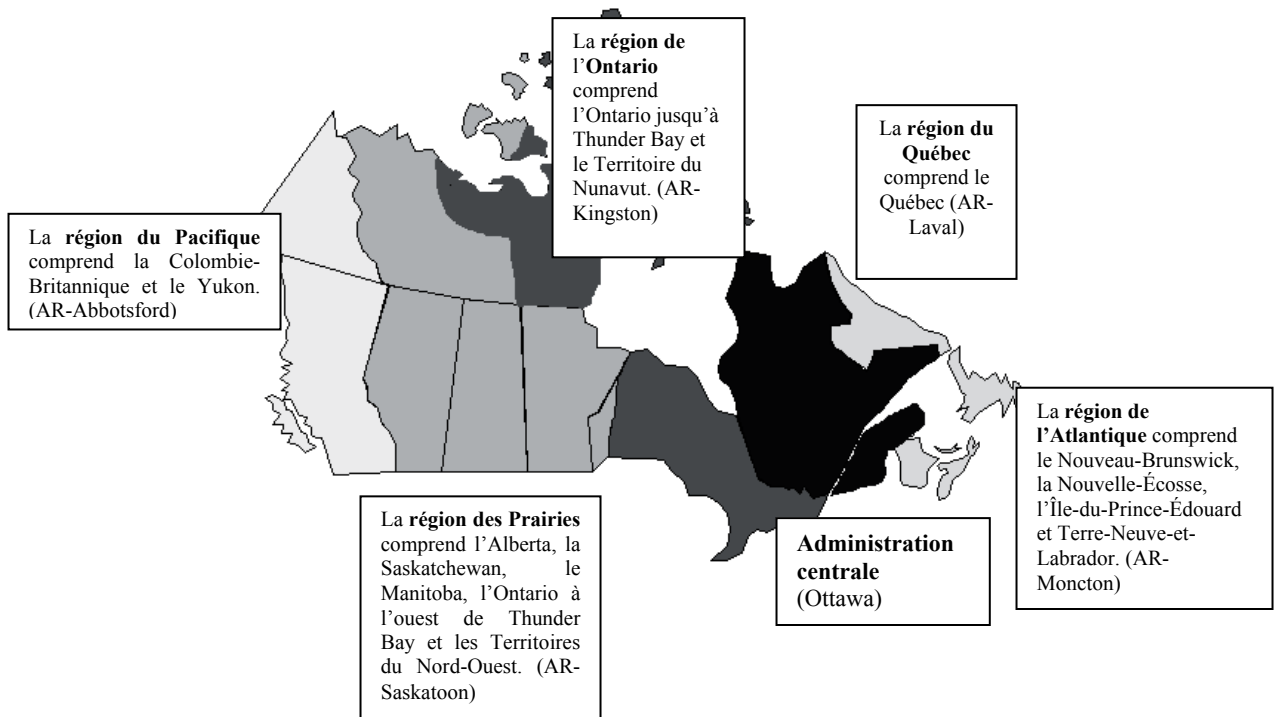 La région de
l'Ontario
comprend
l'Ontario jusqu'à
Thunder Bay et
le Territoire du
Nunavut. (AR-
Kingston)
La région du
Québec
comprend le
Québec (AR-
Laval)
La région du Pacifique
comprend la Colombie-
Britannique et le Yukon.
(AR-Abbotsford)
La région de
l'Atlantique comprend
le Nouveau-Brunswick,
la Nouvelle-Écosse,
l'Île-du-Prince-Édouard
et Terre-Neuve-et-
Labrador. (AR-
Moncton)
La région des Prairies
comprend l'Alberta, la
Saskatchewan, le
Manitoba, l'Ontario à
l'ouest de Thunder
Bay et les Territoires
du Nord-Ouest. (AR-
Saskatoon)
Administration
centrale
(Ottawa)